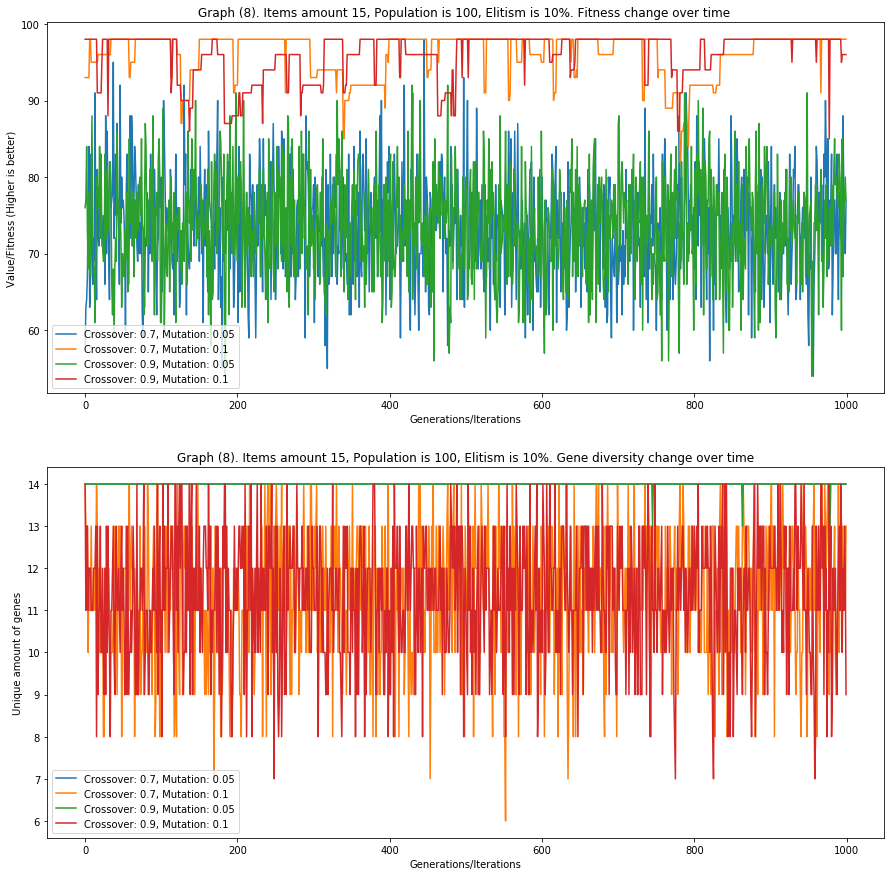 Graph (8). Items amount 15, Population is 100, Elitism is 10%. Fitness change over time
Value/Fitness (Higher is better)
100
90
80
70
60
Crossover: 0.7, Mutation: 0.05
Crossover: 0.7, Mutation: 0.1
Crossover: 0.9, Mutation: 0.05
Crossover: 0.9, Mutation: 0.1
0 200 400 600 800 1000
Generations/Iterations
Graph (8). Items amount 15, Population is 100, Elitism is 10%. Gene diversity change over time
Unique amount of genes
14
13
12
11
10
9
8
7
6
Crossover: 0.7, Mutation: 0.05
Crossover: 0.7, Mutation: 0.1
Crossover: 0.9, Mutation: 0.05
Crossover: 0.9, Mutation: 0.1
0 200 400 600 800 1000
Generations/Iterations